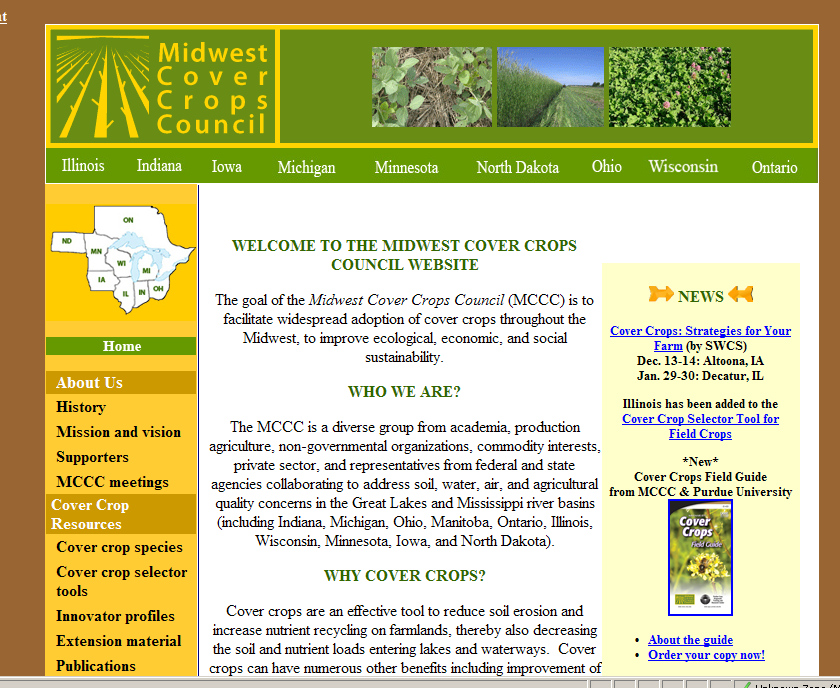 nt
Midwest
Cover
Crops
Council
Illinois Indiana Iowa Michigan Minnesota North Dakota Ohio Wisconsin Ontario
ON
ND
MN
WI
MI
IA
IL
IN
OH
Home
About Us
History
Mission and vision
Supporters
MCCC meetings
Cover Crop
Resources
Cover crop species
Cover crop selector
tools
Innovator profiles
Extension material
Publications
WELCOME TO THE MIDWEST COVER CROPS
COUNCIL WEBSITE
The goal of the Midwest Cover Crops Council (MCCC) is to
facilitate widespread adoption of cover crops throughout the
Midwest, to improve ecological, economic, and social
sustainability.
WHO WE ARE?
The MCCC is a diverse group from academia, production
agriculture, non-governmental organizations, commodity interests,
private sector, and representatives from federal and state
agencies collaborating to address soil, water, air, and agricultural
quality concerns in the Great Lakes and Mississippi river basins
(including Indiana, Michigan, Ohio, Manitoba, Ontario, Illinois,
Wisconsin, Minnesota, Iowa, and North Dakota).
WHY COVER CROPS?
Cover crops are an effective tool to reduce soil erosion and
increase nutrient recycling on farmlands, thereby also decreasing
the soil and nutrient loads entering lakes and waterways. Cover
crops can have numerous other benefits including improvement of
NEWS
Cover Crops: Strategies for Your
Farm (by SWCS)
Dec. 13-14: Altoona, IA
Jan. 29-30: Decatur, IL
Illinois has been added to the
Cover Crop Selector Tool for
Field Crops
*New*
Cover Crops Field Guide
from MCCC & Purdue University
Cover
Crops
Field Guide
• About the guide
• Order your copy now!